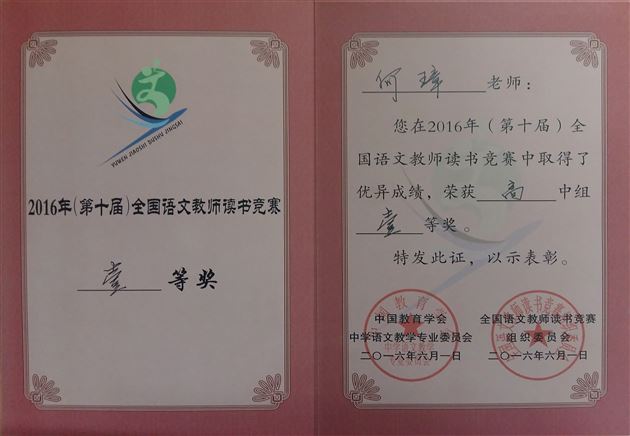 文
YUWEN JIAOSHI DUSHU JINGSAI
2016年(第十届)全国语文教师读书竞赛
壹 等奖
何 璋 老师：
您在2016年（第十届）全
国语文教师读书竞赛中取得了
优异成绩，荣获 高 中组
壹 等奖。
特发此证，以示表彰。
中国教育学会
中学语文教学专业委员会
二〇一六年六月一日
全国语文教师读书竞赛
组织委员会
二〇一六年六月一日